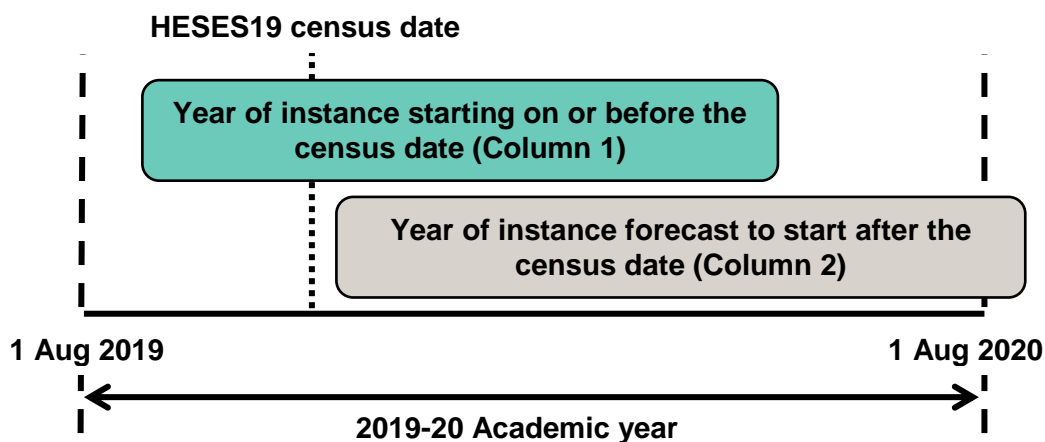 HESES19 census date
Year of instance starting on or before the
census date (Column 1)
Year of instance forecast to start after the
census date (Column 2)
1 Aug 2019
1 Aug 2020
2019-20 Academic year